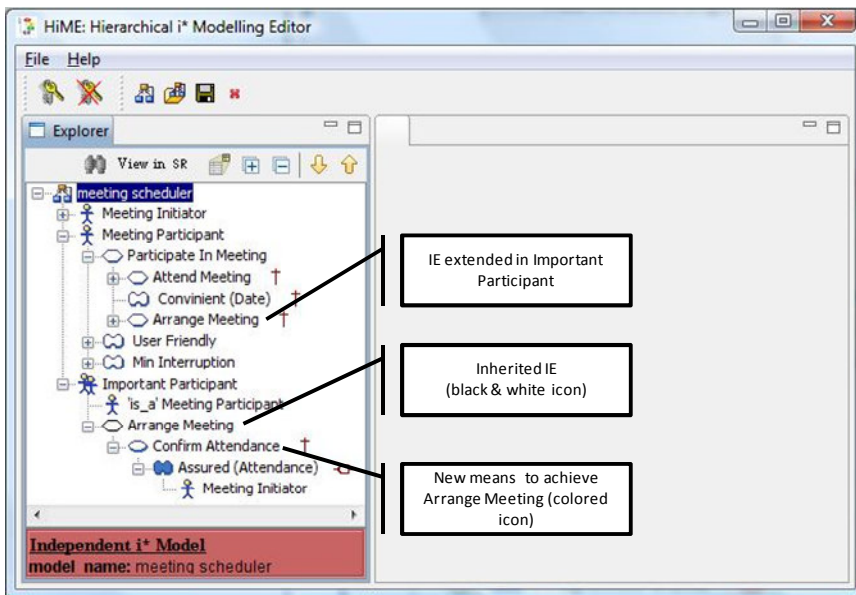 HiME: Hierarchical i* Modelling Editor
File Help
Explorer
View in SR
meeting scheduler
Meeting Initiator
Meeting Participant
Participate In Meeting
Attend Meeting
Convinient (Date)
Arrange Meeting
User Friendly
Min Interruption
Important Participant
'is_a' Meeting Participant
Arrange Meeting
Confirm Attendance
Assured (Attendance)
Meeting Initiator
IE extended in Important
Participant
Inherited IE
(black & white icon)
New means to achieve
Arrange Meeting (colored
icon)
Independent i* Model
model_name: meeting scheduler